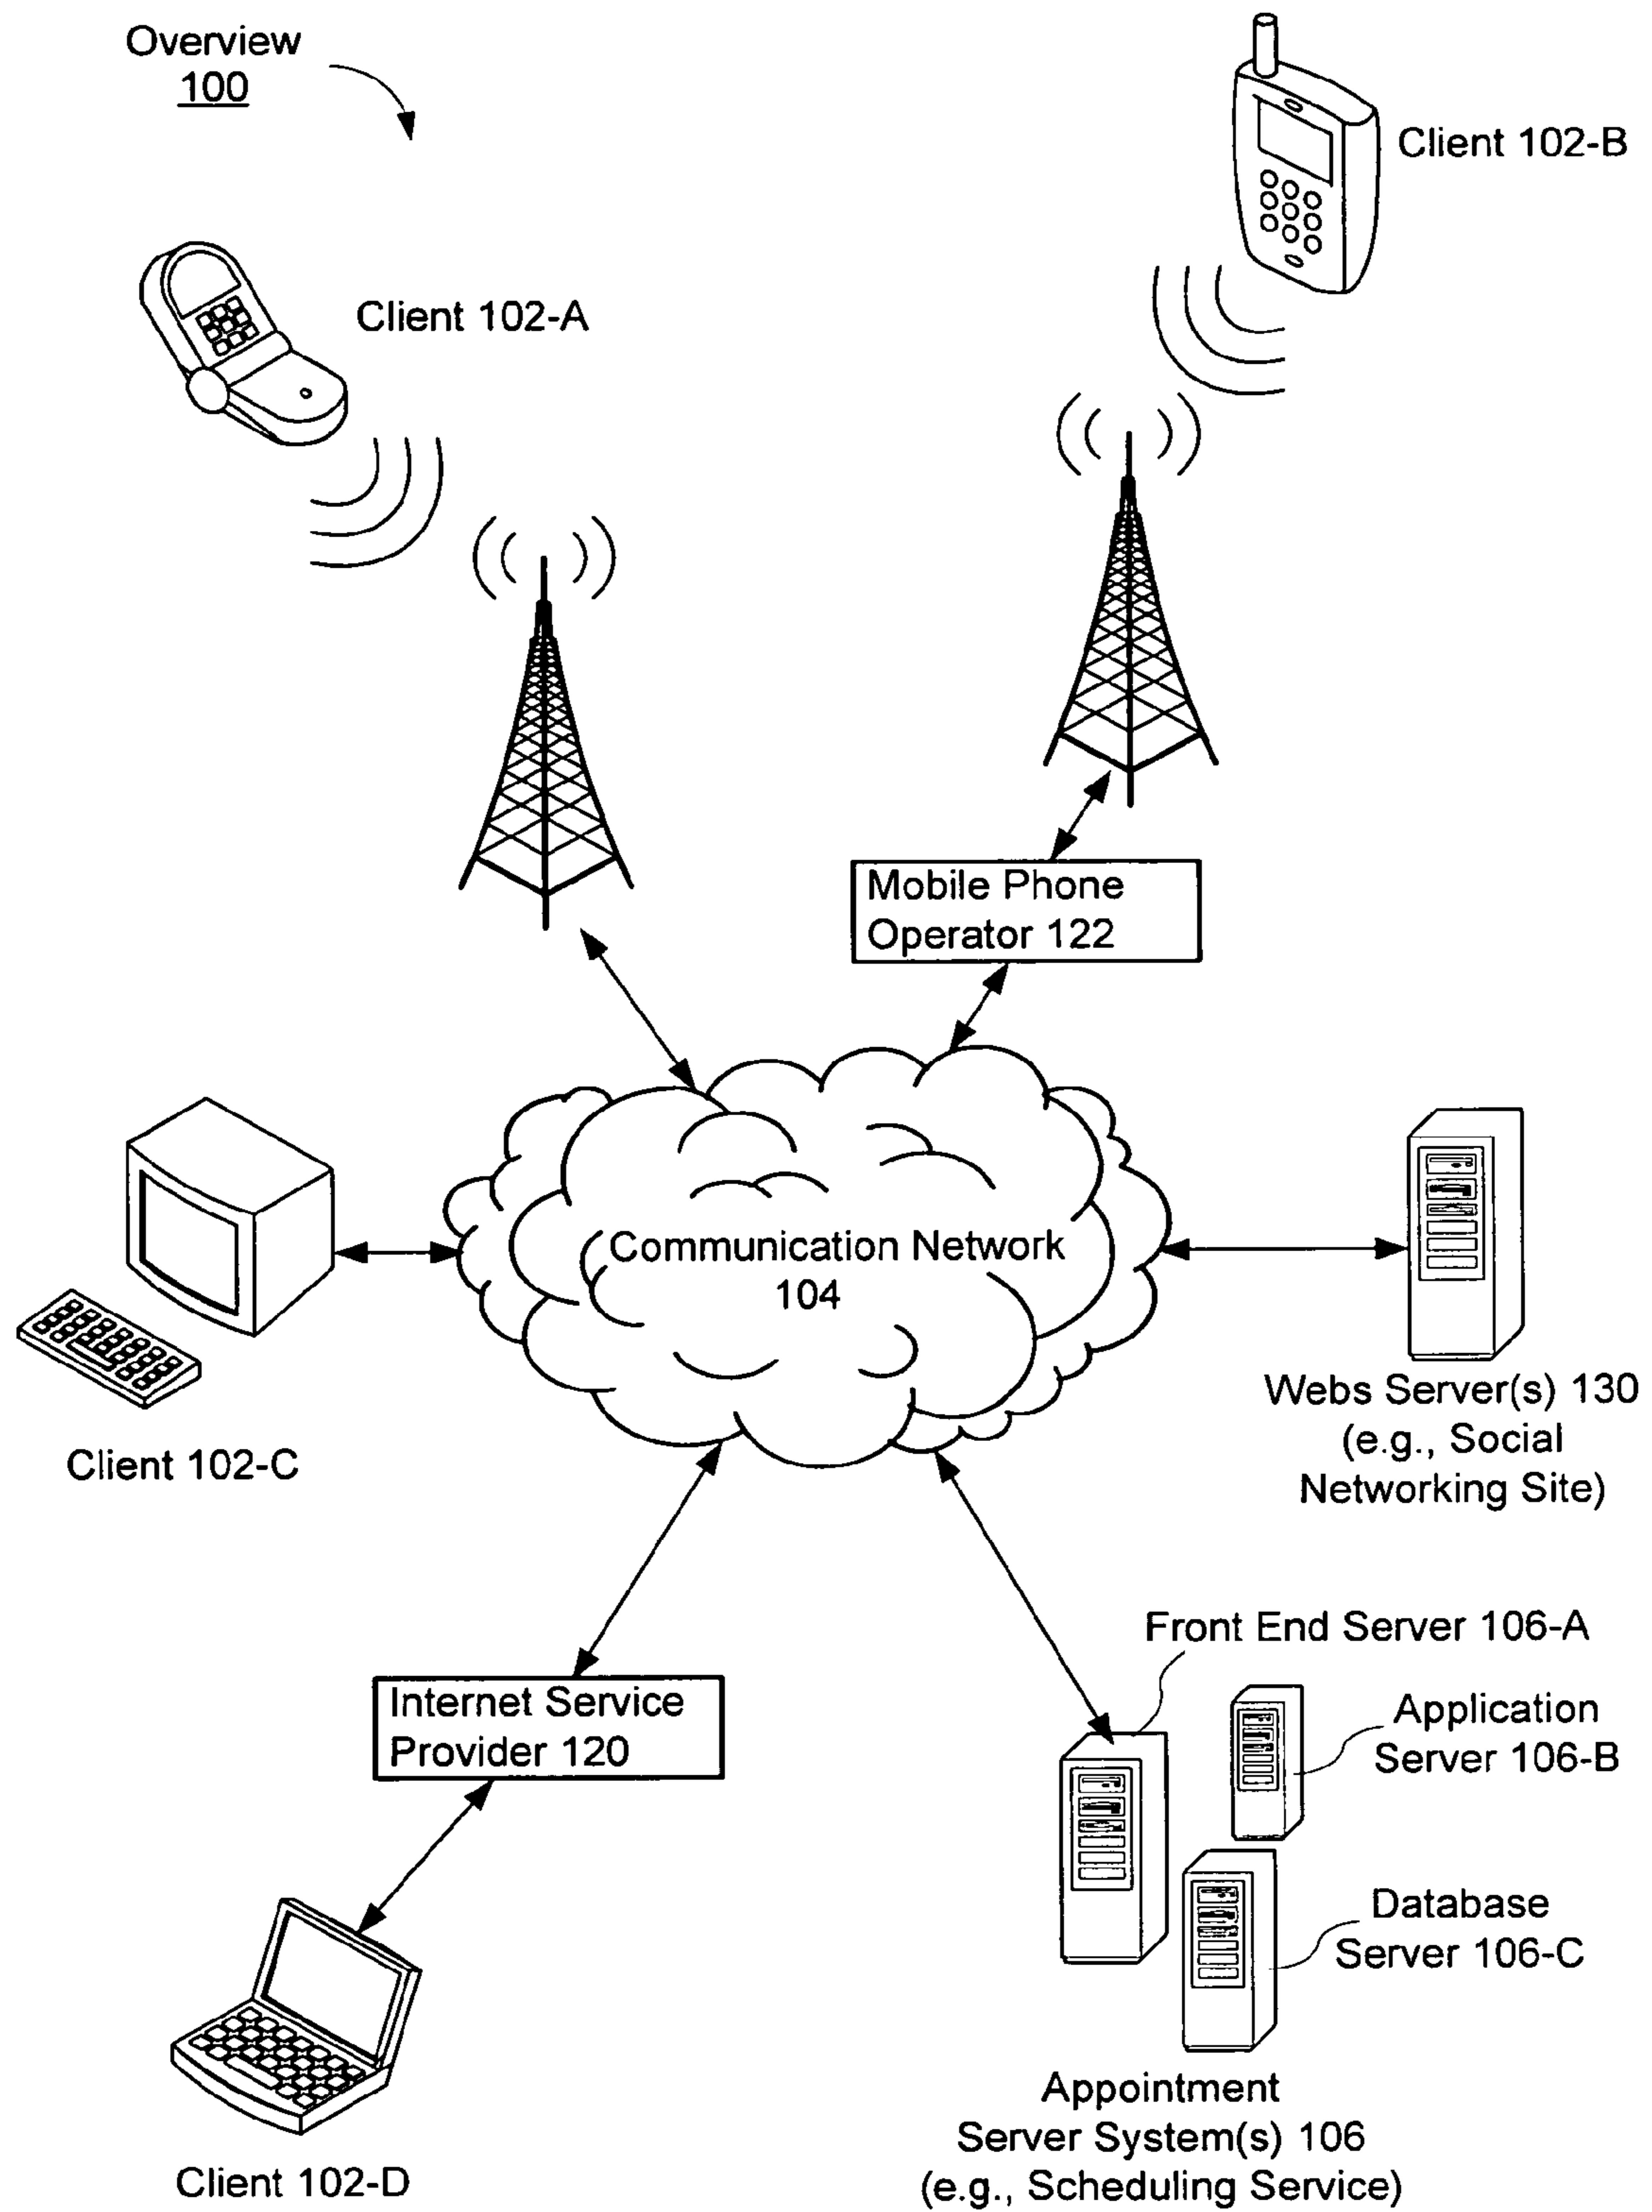 Overview
100
Client 102-B
Client 102-A
Mobile Phone
Operator 122
Communication Network
104
Webs Server(s) 130
(e.g., Social
Networking Site)
Client 102-C
Front End Server 106-A
Internet Service
Provider 120
Application
Server 106-B
Database
Server 106-C
Appointment
Server System(s) 106
(e.g., Scheduling Service)
Client 102-D